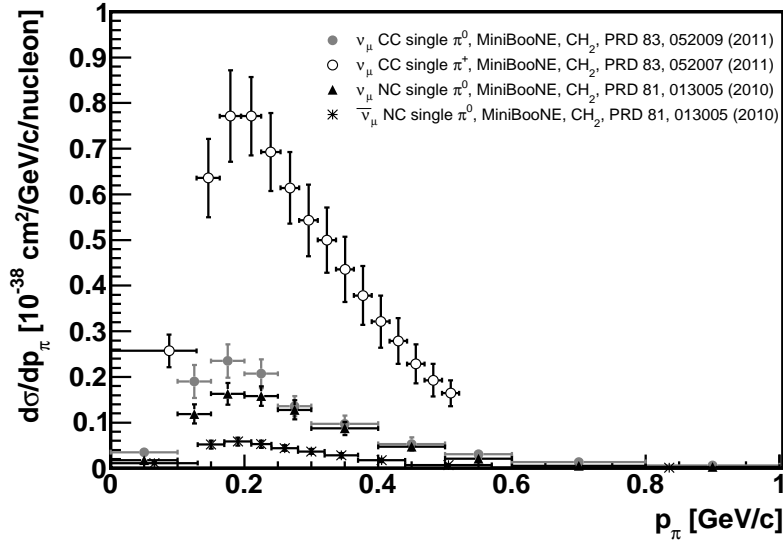 1
0.9
0.8
0.7
0.6
0.5
0.4
0.3
0.2
0.1
0
dσ/dp_π [10^-38 cm^2/GeV/c/nucleon]
ν_μ CC single π^0, MiniBooNE, CH_2, PRD 83, 052009 (2011)
ν_μ CC single π^+, MiniBooNE, CH_2, PRD 83, 052007 (2011)
ν_μ NC single π^0, MiniBooNE, CH_2, PRD 81, 013005 (2010)
ν̅_μ NC single π^0, MiniBooNE, CH_2, PRD 81, 013005 (2010)
0 0.2 0.4 0.6 0.8 1
p_π [GeV/c]